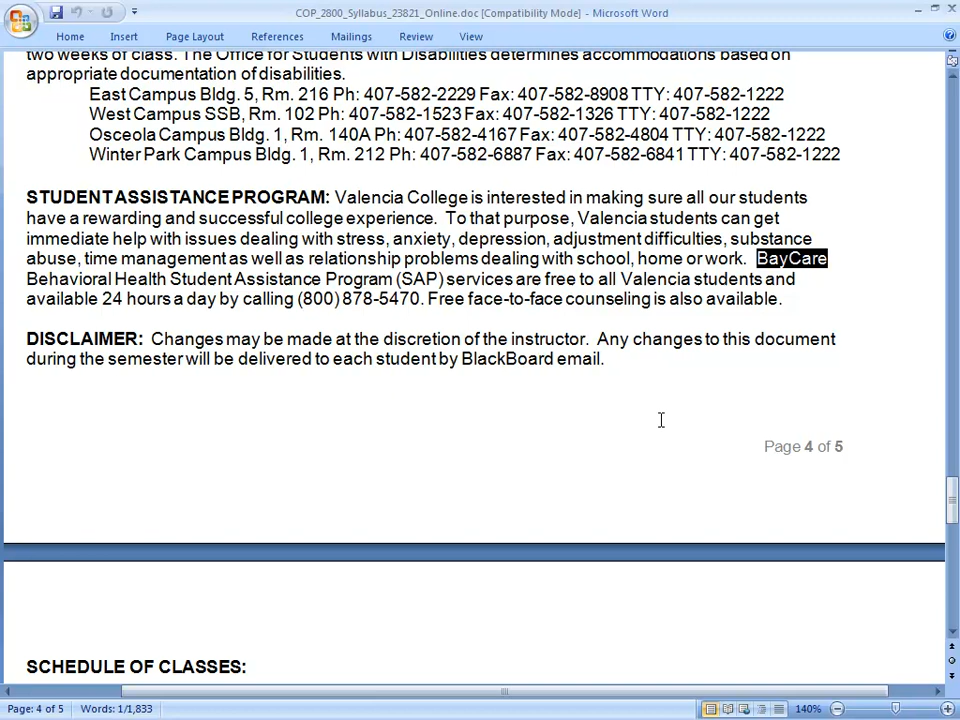 COP_2800_Syllabus_23821_Online.doc [Compatibility Mode] - Microsoft Word
Home Insert Page Layout References Mailings Review View
two weeks of class. The Office for Students with Disabilities determines accommodations based on
appropriate documentation of disabilities.
East Campus Bldg. 5, Rm. 216 Ph: 407-582-2229 Fax: 407-582-8908 TTY: 407-582-1222
West Campus SSB, Rm. 102 Ph: 407-582-1523 Fax: 407-582-1326 TTY: 407-582-1222
Osceola Campus Bldg. 1, Rm. 140A Ph: 407-582-4167 Fax: 407-582-4804 TTY: 407-582-1222
Winter Park Campus Bldg. 1, Rm. 212 Ph: 407-582-6887 Fax: 407-582-6841 TTY: 407-582-1222
STUDENT ASSISTANCE PROGRAM: Valencia College is interested in making sure all our students
have a rewarding and successful college experience. To that purpose, Valencia students can get
immediate help with issues dealing with stress, anxiety, depression, adjustment difficulties, substance
abuse, time management as well as relationship problems dealing with school, home or work. BayCare
Behavioral Health Student Assistance Program (SAP) services are free to all Valencia students and
available 24 hours a day by calling (800) 878-5470. Free face-to-face counseling is also available.
DISCLAIMER: Changes may be made at the discretion of the instructor. Any changes to this document
during the semester will be delivered to each student by BlackBoard email.
Page 4 of 5
SCHEDULE OF CLASSES:
Page: 4 of 5 Words: 1/1,833 140%